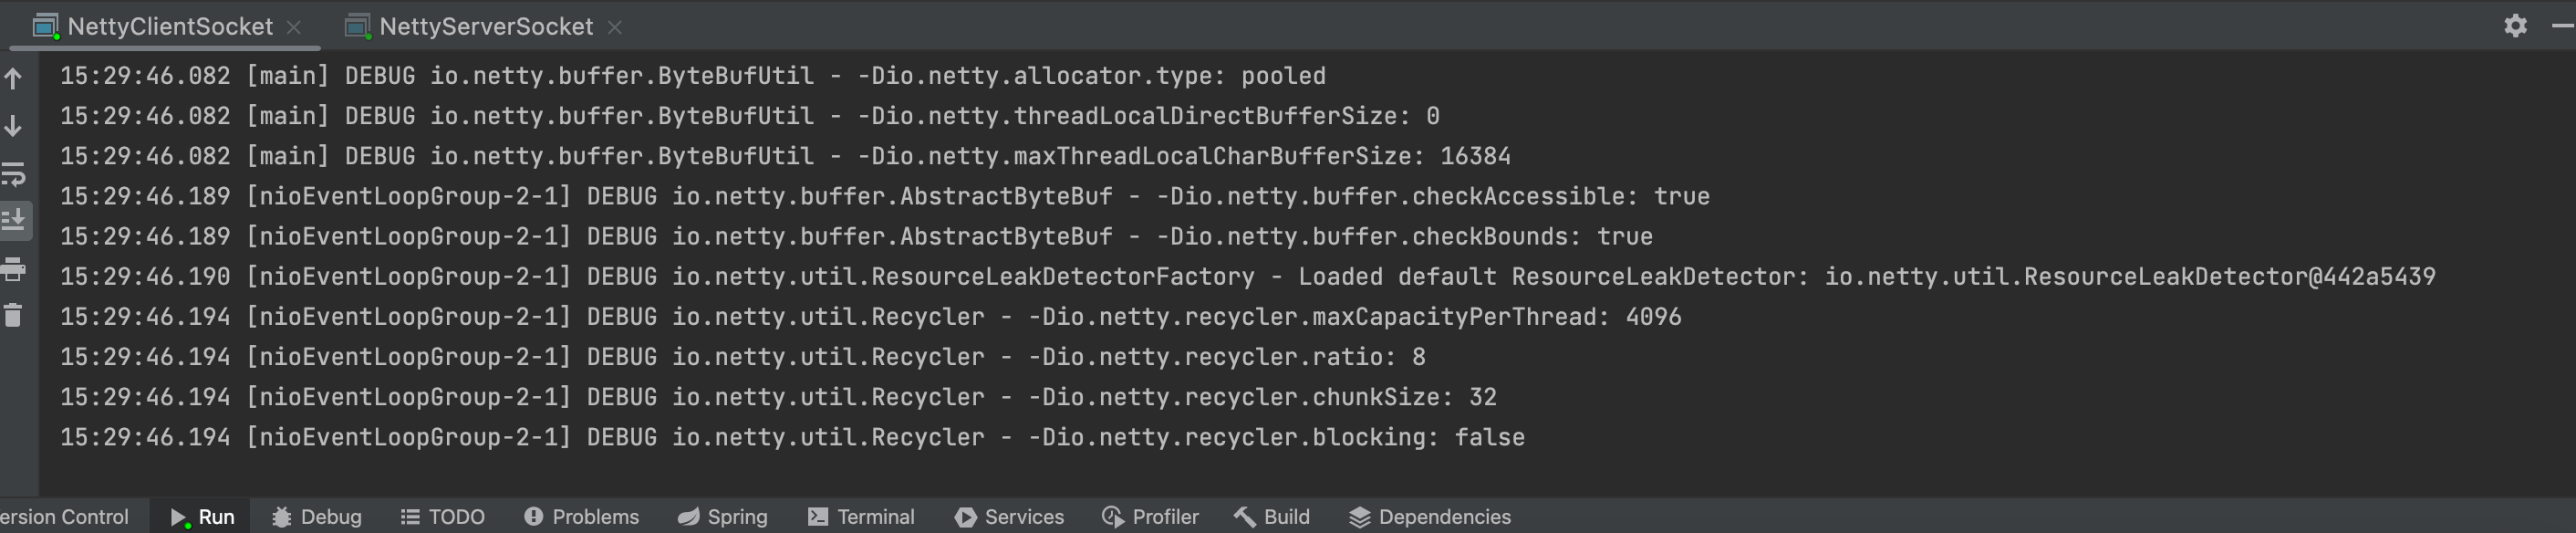 NettyClientSocket NettyServerSocket
15:29:46.082 [main] DEBUG io.netty.buffer.ByteBufUtil - -Dio.netty.allocator.type: pooled
15:29:46.082 [main] DEBUG io.netty.buffer.ByteBufUtil - -Dio.netty.threadLocalDirectBufferSize: 0
15:29:46.082 [main] DEBUG io.netty.buffer.ByteBufUtil - -Dio.netty.maxThreadLocalCharBufferSize: 16384
15:29:46.189 [nioEventLoopGroup-2-1] DEBUG io.netty.buffer.AbstractByteBuf - -Dio.netty.buffer.checkAccessible: true
15:29:46.189 [nioEventLoopGroup-2-1] DEBUG io.netty.buffer.AbstractByteBuf - -Dio.netty.buffer.checkBounds: true
15:29:46.190 [nioEventLoopGroup-2-1] DEBUG io.netty.util.ResourceLeakDetectorFactory - Loaded default ResourceLeakDetector: io.netty.util.ResourceLeakDetector@442a5439
15:29:46.194 [nioEventLoopGroup-2-1] DEBUG io.netty.util.Recycler - -Dio.netty.recycler.maxCapacityPerThread: 4096
15:29:46.194 [nioEventLoopGroup-2-1] DEBUG io.netty.util.Recycler - -Dio.netty.recycler.ratio: 8
15:29:46.194 [nioEventLoopGroup-2-1] DEBUG io.netty.util.Recycler - -Dio.netty.recycler.chunkSize: 32
15:29:46.194 [nioEventLoopGroup-2-1] DEBUG io.netty.util.Recycler - -Dio.netty.recycler.blocking: false
ersion Control Run Debug TODO Problems Spring Terminal Services Profiler Build Dependencies